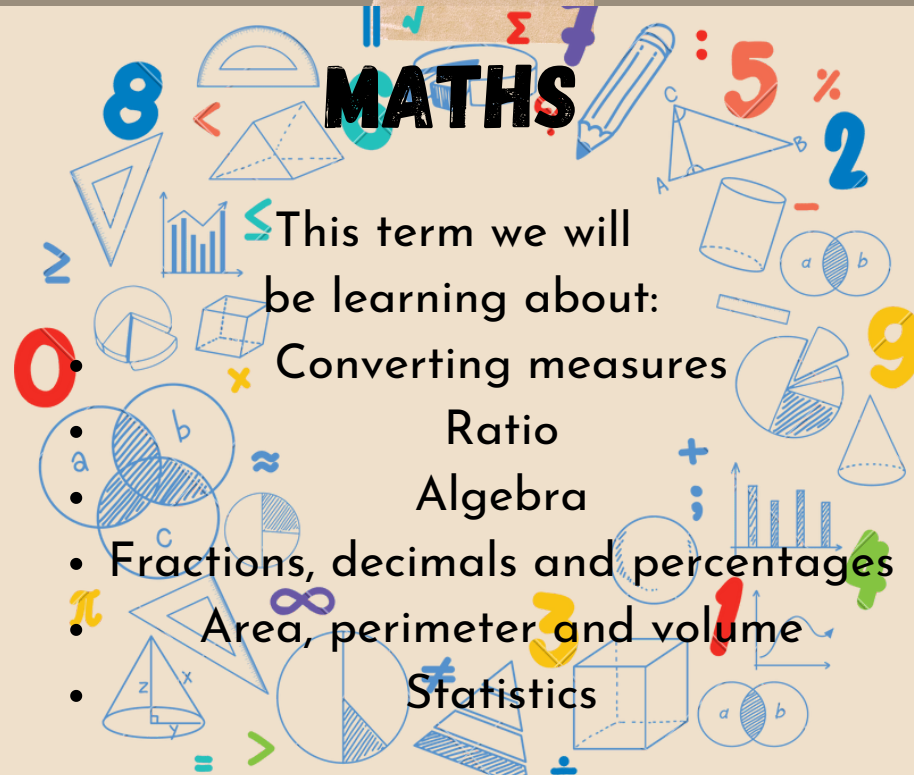 MATHS
This term we will
be learning about:
• Converting measures
• Ratio
• Algebra
• Fractions, decimals and percentages
• Area, perimeter and volume
• Statistics